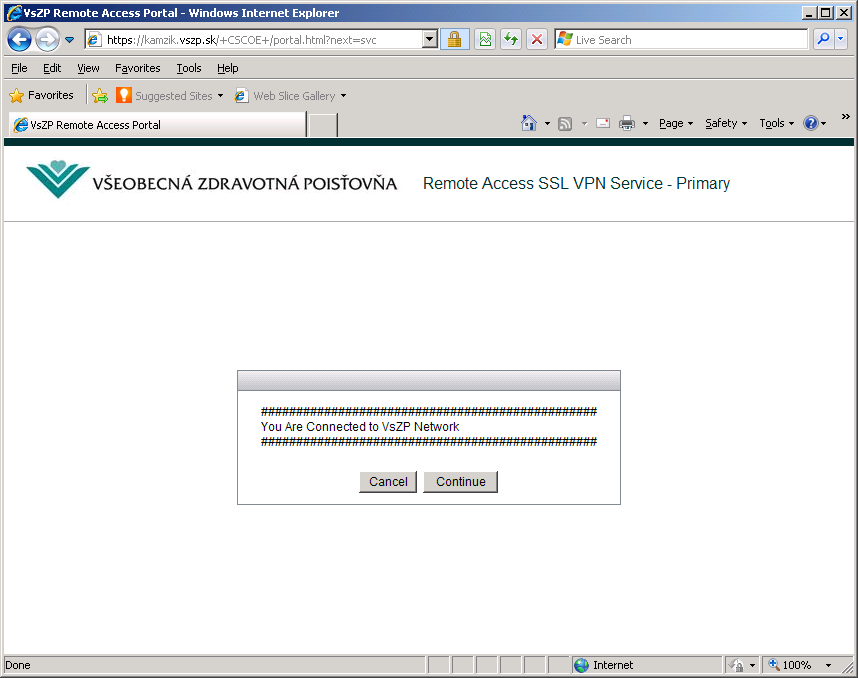 VsZP Remote Access Portal - Windows Internet Explorer
https://kamzik.vszp.sk/+CSCOE+/portal.html?next=svc
Live Search
File Edit View Favorites Tools Help
Favorites Suggested Sites Web Slice Gallery
VsZP Remote Access Portal Page Safety Tools
VŠEOBECNÁ ZDRAVOTNÁ POISŤOVŇA Remote Access SSL VPN Service - Primary
################################################
You Are Connected to VsZP Network
################################################
Cancel Continue
Done Internet 100%